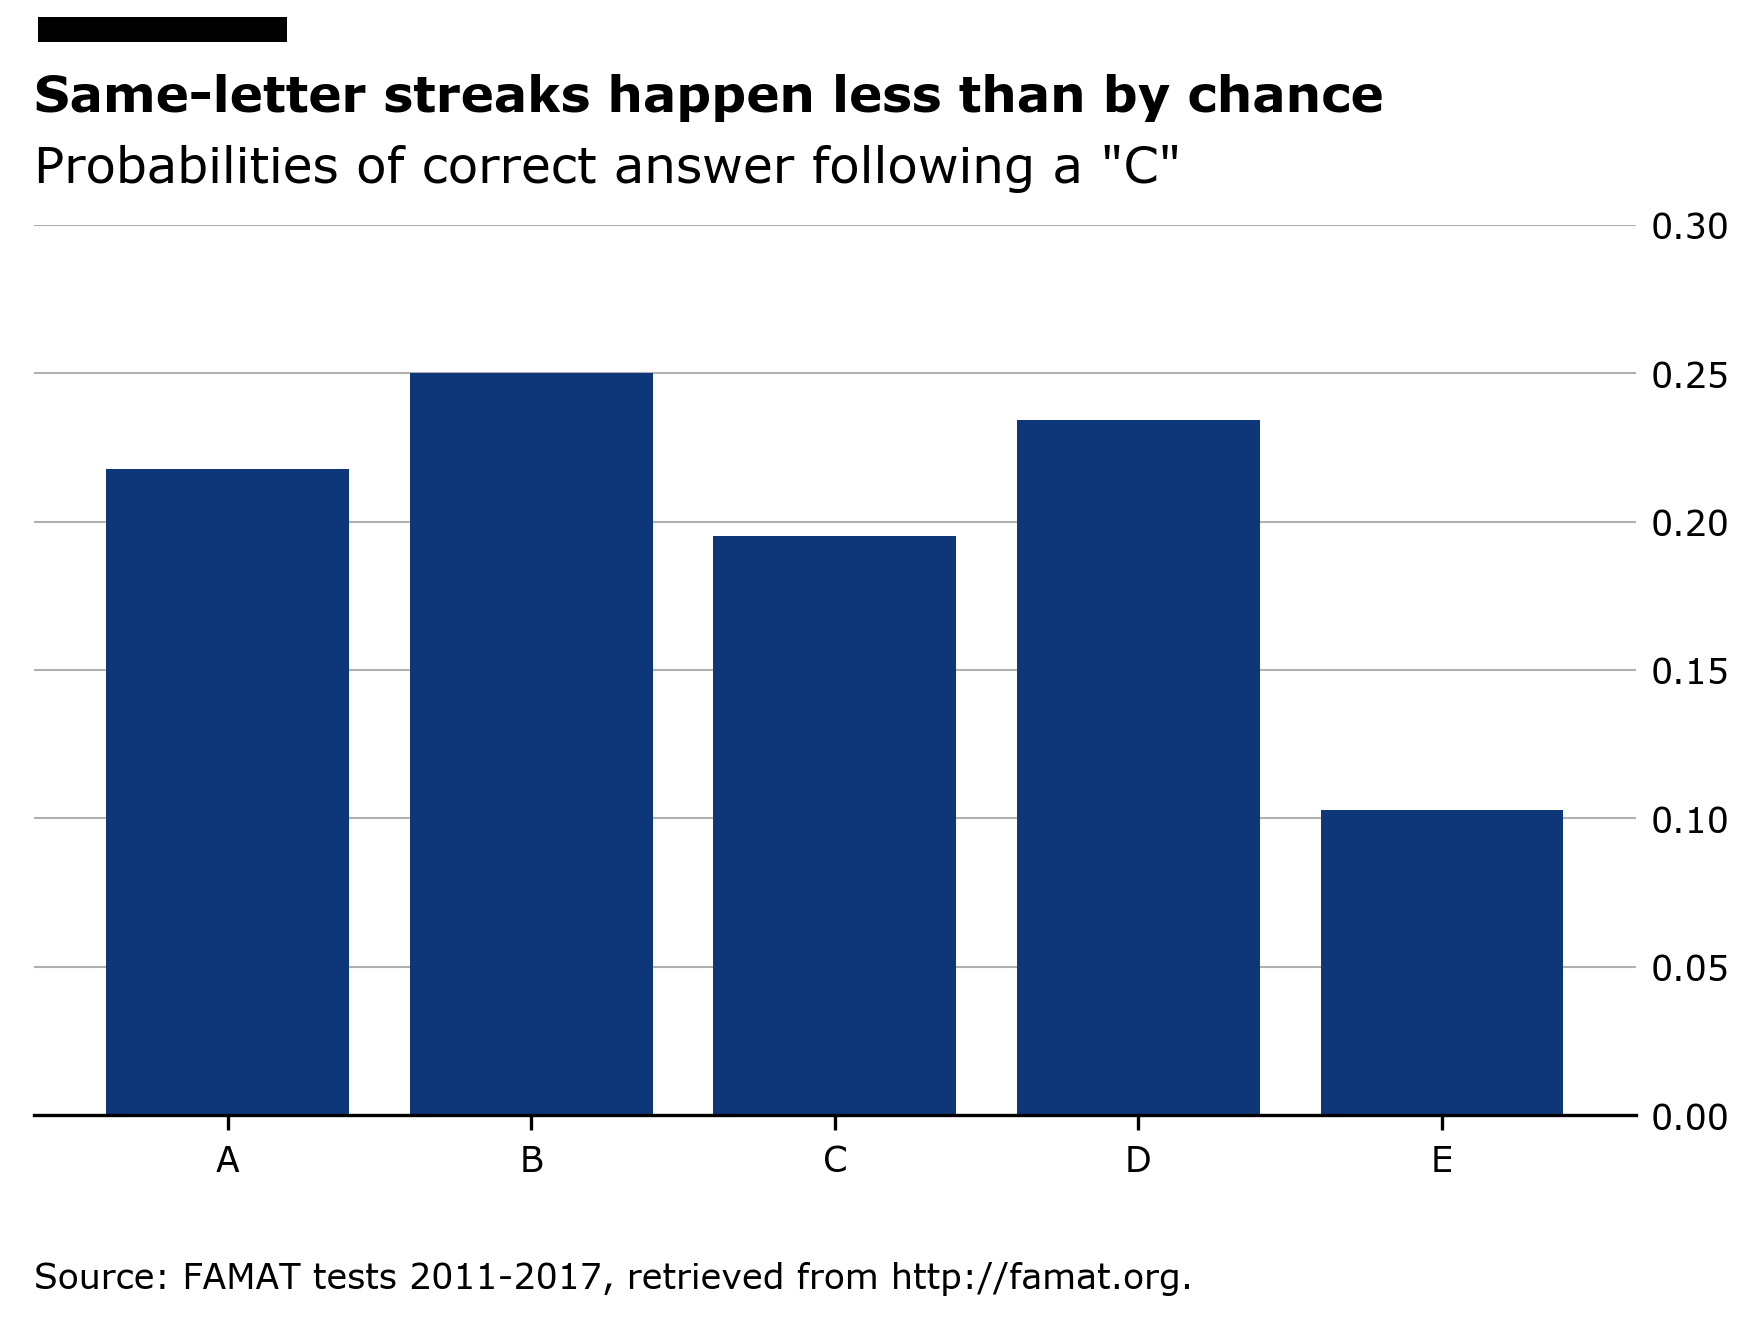 Same-letter streaks happen less than by chance
Probabilities of correct answer following a "C"
0.30
0.25
0.20
0.15
0.10
0.05
0.00
A B C D E
Source: FAMAT tests 2011-2017, retrieved from http://famat.org.